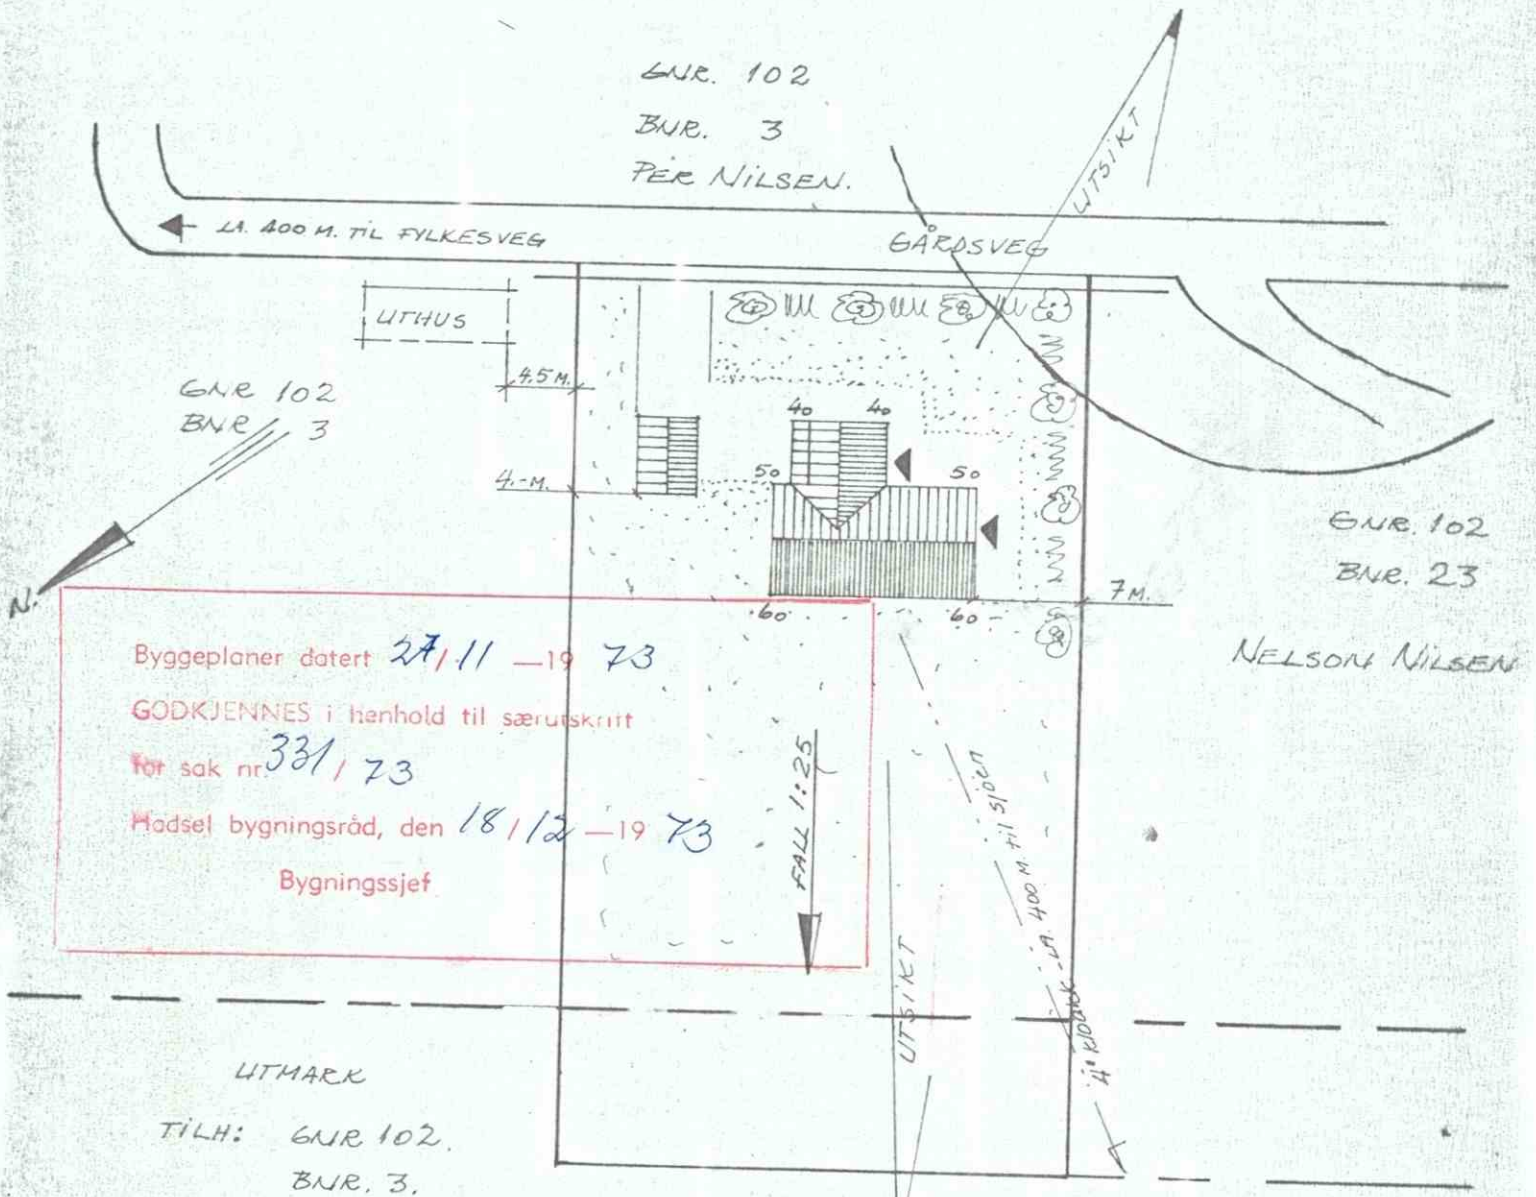 GNR. 102
BNR. 3
PER NILSEN.
UTSIKT
CA. 400 M. TIL FYLKESVEG
GÅRDSVEG
UTHUS
4.5 M.
GNR 102
BNR 3
40 40
50 50
4.-M.
N.
GNR. 102
BNR. 23
7 M.
60 60
NELSON NILSEN
Byggeplaner datert 27/11 —19 73
GODKJENNES i henhold til særutskrift
for sak nr. 331/73
Hadsel bygningsråd, den 18/12 —19 73
Bygningssjef
FALL 1:25
UTSIKT
4" kloakk CA. 400 M. til sjøen
UTMARK
TILH: GNR 102.
BNR. 3.